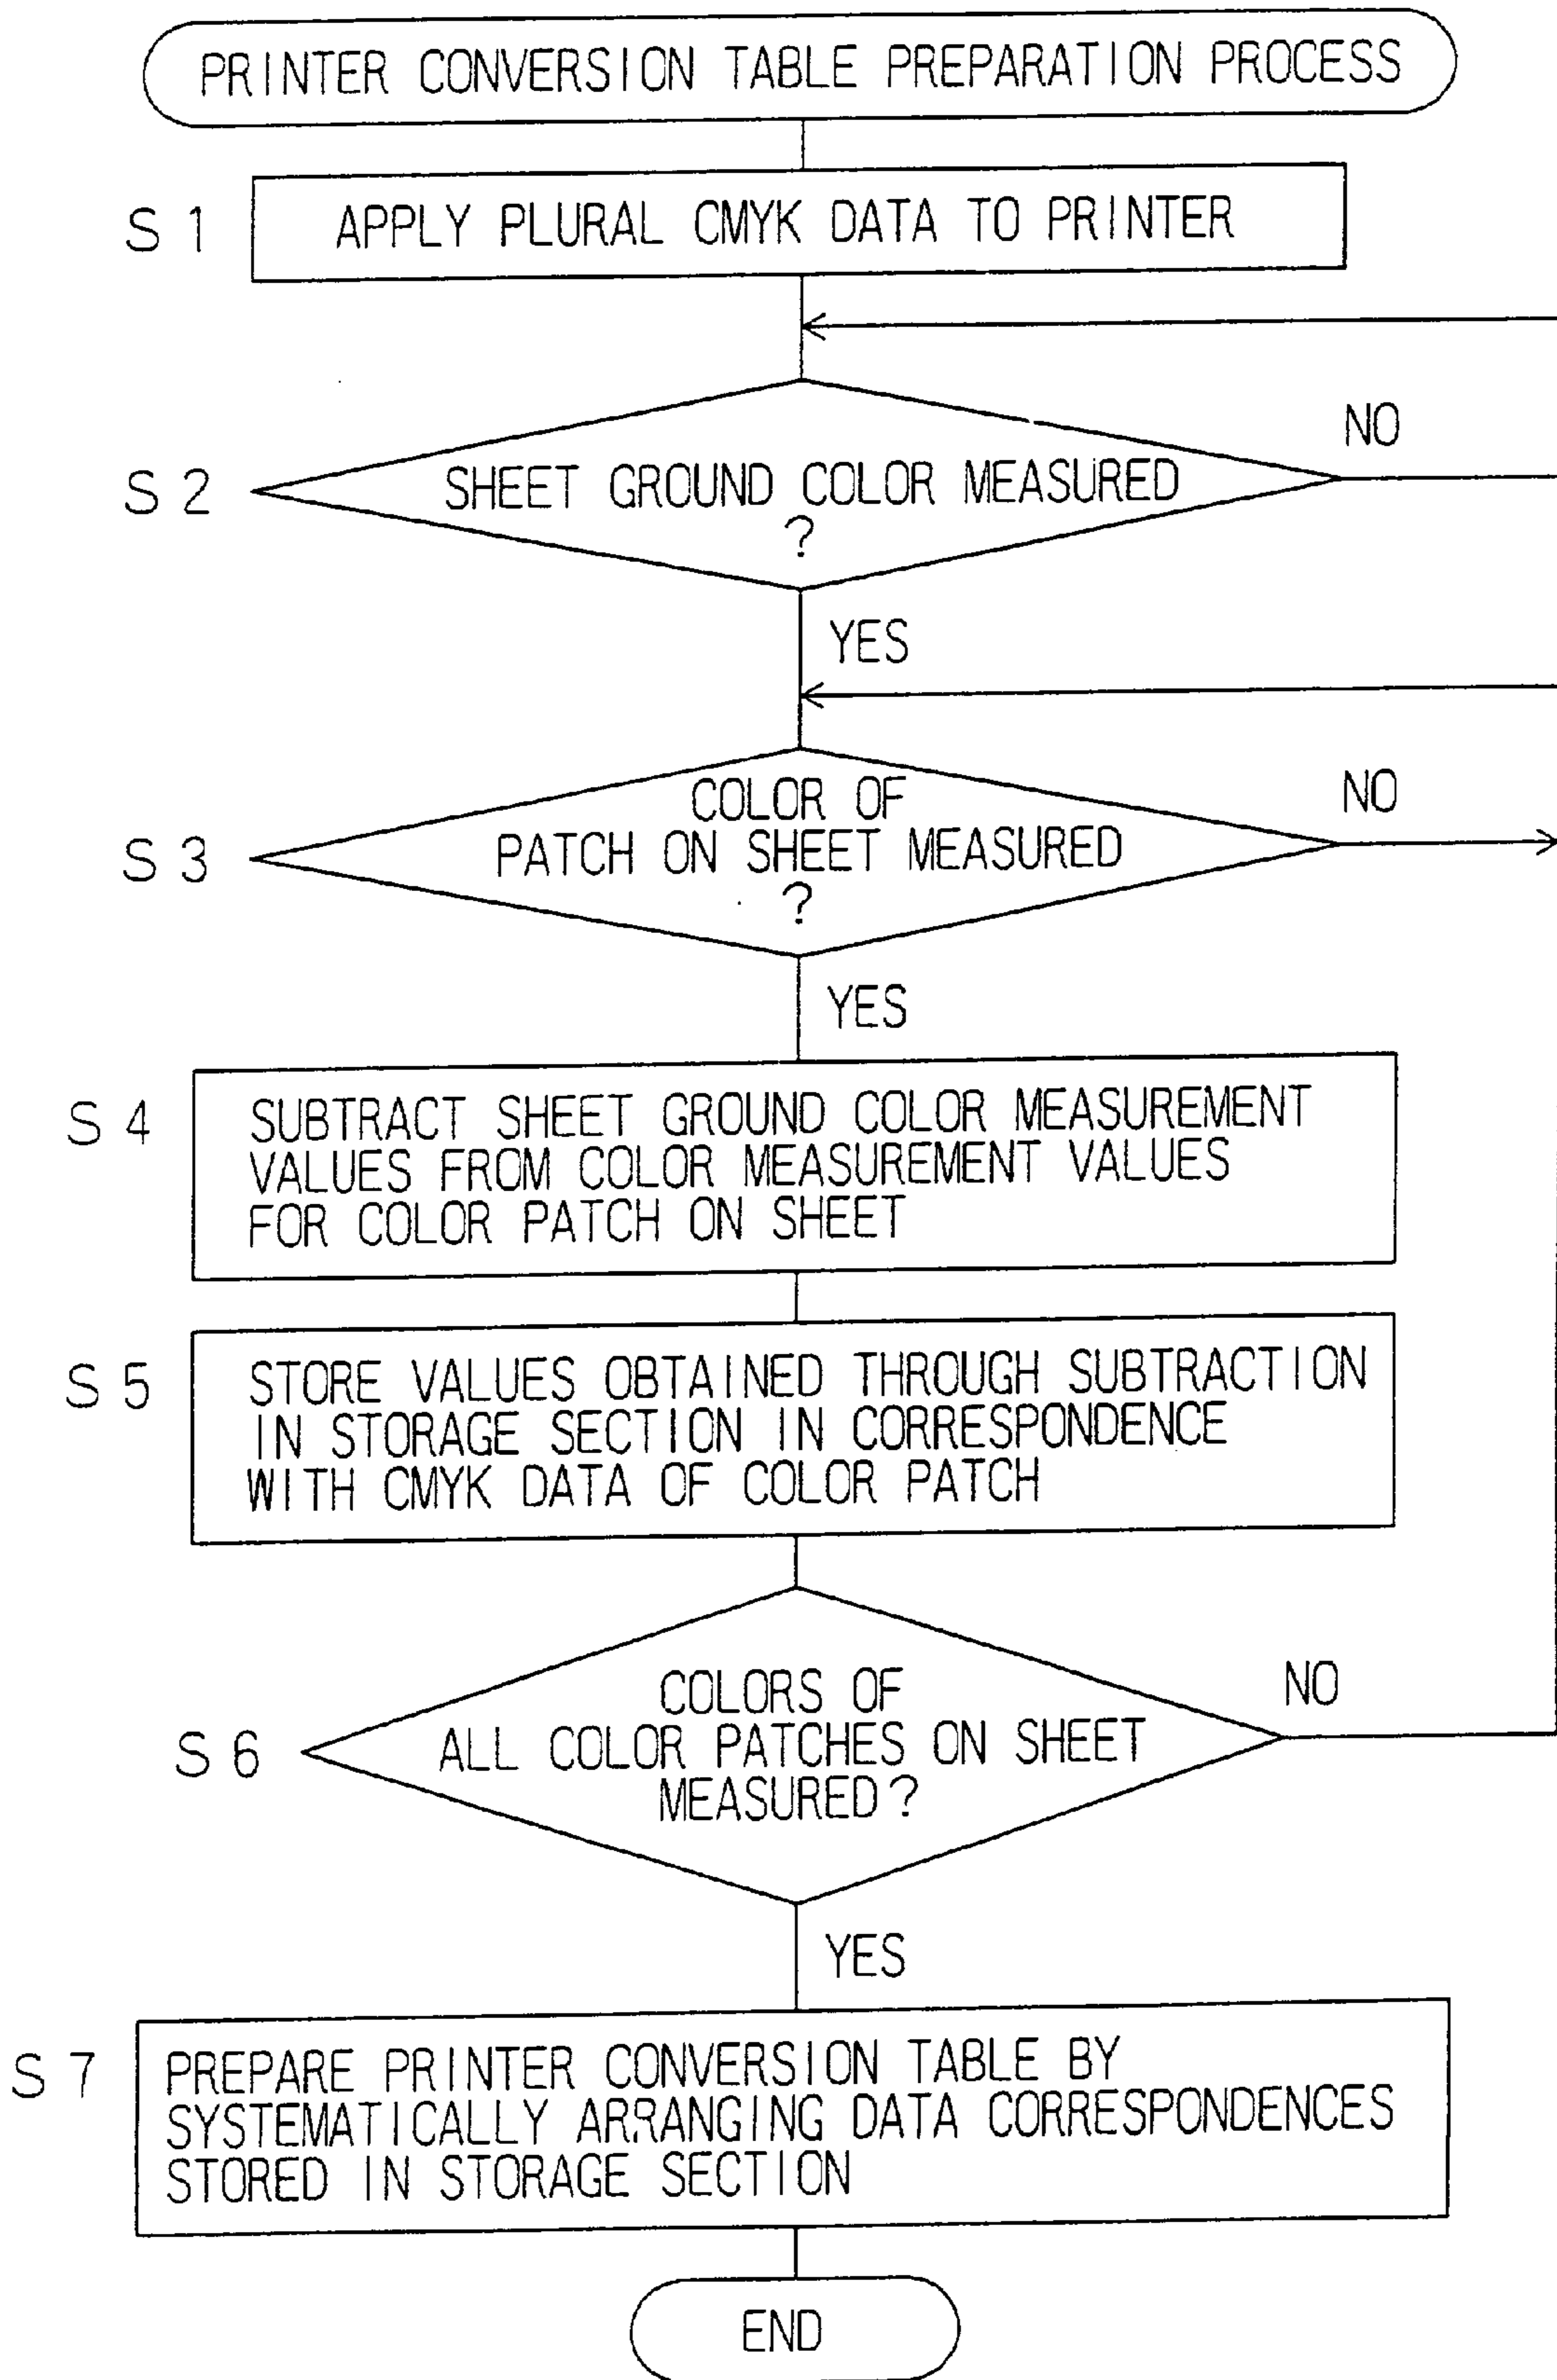 PRINTER CONVERSION TABLE PREPARATION PROCESS
S 1
APPLY PLURAL CMYK DATA TO PRINTER
S 2
SHEET GROUND COLOR MEASURED
?
NO
YES
S 3
COLOR OF
PATCH ON SHEET MEASURED
?
NO
YES
S 4
SUBTRACT SHEET GROUND COLOR MEASUREMENT
VALUES FROM COLOR MEASUREMENT VALUES
FOR COLOR PATCH ON SHEET
S 5
STORE VALUES OBTAINED THROUGH SUBTRACTION
IN STORAGE SECTION IN CORRESPONDENCE
WITH CMYK DATA OF COLOR PATCH
S 6
COLORS OF
ALL COLOR PATCHES ON SHEET
MEASURED?
NO
YES
S 7
PREPARE PRINTER CONVERSION TABLE BY
SYSTEMATICALLY ARRANGING DATA CORRESPONDENCES
STORED IN STORAGE SECTION
END